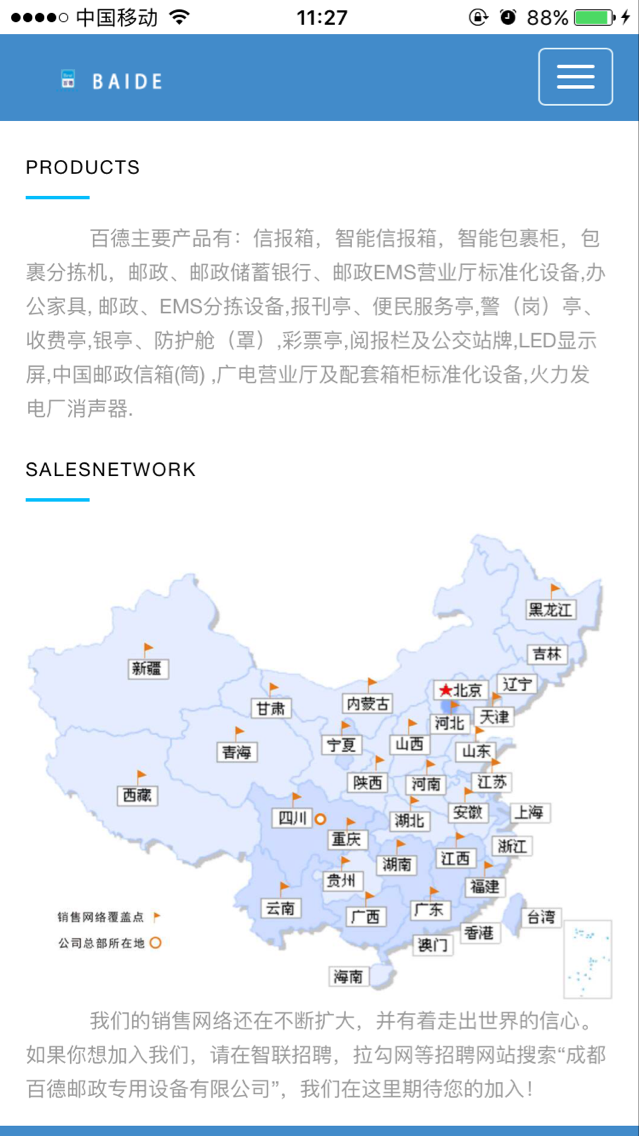 中国移动 11:27 88%
BAIDE
PRODUCTS
百德主要产品有：信报箱，智能信报箱，智能包裹柜，包
裹分拣机，邮政、邮政储蓄银行、邮政EMS营业厅标准化设备,办
公家具, 邮政、EMS分拣设备,报刊亭、便民服务亭,警（岗）亭、
收费亭,银亭、防护舱（罩）,彩票亭,阅报栏及公交站牌,LED显示
屏,中国邮政信箱(筒) ,广电营业厅及配套箱柜标准化设备,火力发
电厂消声器.
SALESNETWORK
黑龙江
吉林
新疆
辽宁
北京
内蒙古
甘肃
天津
河北
宁夏
山西
青海
山东
陕西
河南
江苏
西藏
安徽
上海
四川
湖北
重庆
浙江
江西
湖南
贵州
福建
云南
广东
广西
台湾
销售网络覆盖点
香港
公司总部所在地
澳门
海南
我们的销售网络还在不断扩大，并有着走出世界的信心。
如果你想加入我们，请在智联招聘，拉勾网等招聘网站搜索“成都
百德邮政专用设备有限公司”，我们在这里期待您的加入！